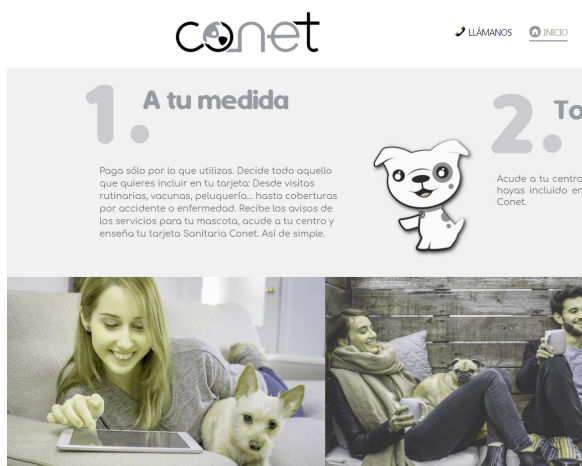 conet
LLÁMANOS
INICIO
1.
A tu medida
Paga sólo por lo que utilizas. Decide todo aquello
que quieres incluir en tu tarjeta: Desde visitas
rutinarias, vacunas, peluquería... hasta coberturas
por accidente o enfermedad. Recibe los avisos de
los servicios para tu mascota, acude a tu centro y
enseña tu tarjeta Sanitaria Conet. Así de simple.
2.
To
Acude a tu centro
hayas incluido en
Conet.